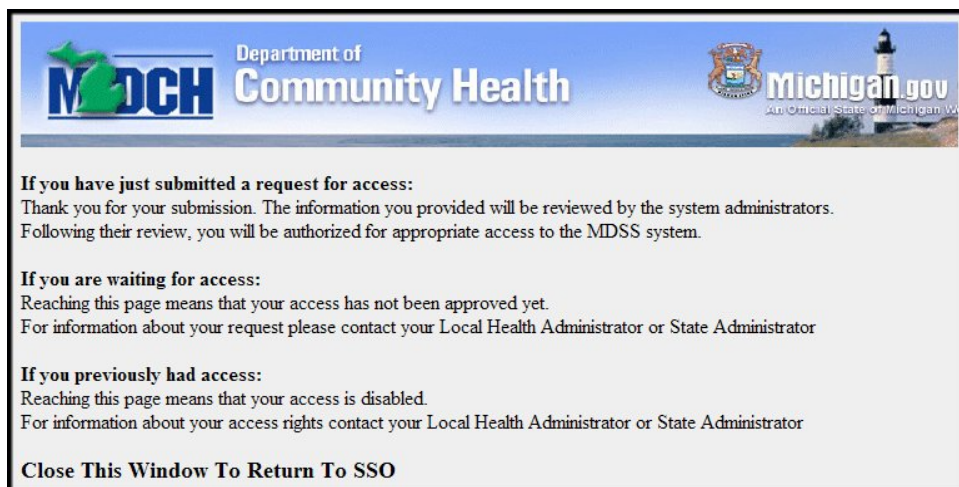 MDCH
Department of
Community Health
Michigan.gov
An Official State of Michigan
If you have just submitted a request for access:
Thank you for your submission. The information you provided will be reviewed by the system administrators.
Following their review, you will be authorized for appropriate access to the MDSS system.
If you are waiting for access:
Reaching this page means that your access has not been approved yet.
For information about your request please contact your Local Health Administrator or State Administrator
If you previously had access:
Reaching this page means that your access is disabled.
For information about your access rights contact your Local Health Administrator or State Administrator
Close This Window To Return To SSO